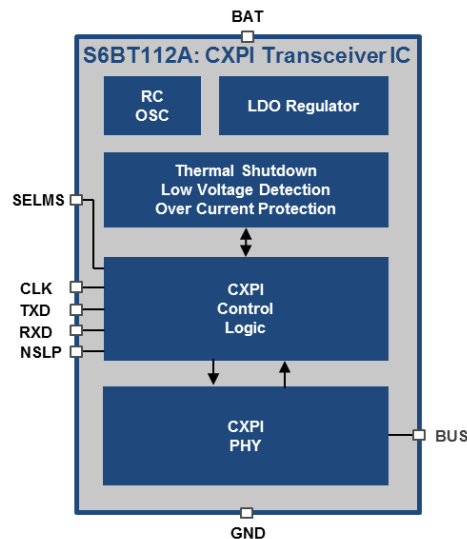 BAT
S6BT112A: CXPI Transceiver IC
RC
OSC
LDO Regulator
Thermal Shutdown
Low Voltage Detection
Over Current Protection
SELMS
CLK
TXD
RXD
NSLP
CXPI
Control
Logic
CXPI
PHY
BUS
GND